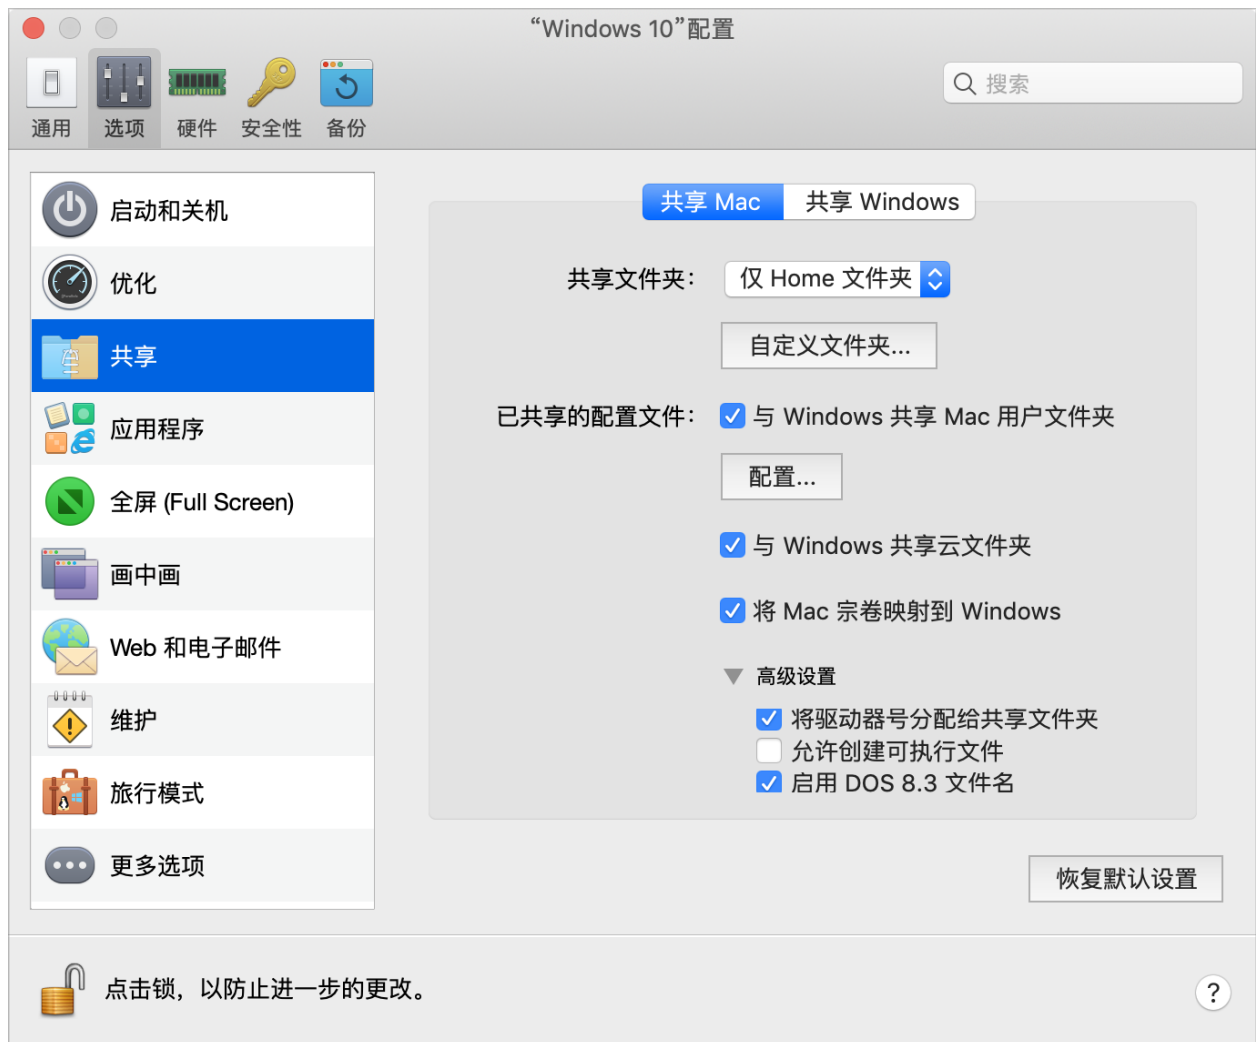 “Windows 10”配置
通用
选项
硬件
安全性
备份
搜索
启动和关机
优化
共享
应用程序
全屏 (Full Screen)
画中画
Web 和电子邮件
维护
旅行模式
更多选项
共享 Mac
共享 Windows
共享文件夹：
仅 Home 文件夹
自定义文件夹...
已共享的配置文件：
与 Windows 共享 Mac 用户文件夹
配置...
与 Windows 共享云文件夹
将 Mac 宗卷映射到 Windows
高级设置
将驱动器号分配给共享文件夹
允许创建可执行文件
启用 DOS 8.3 文件名
恢复默认设置
点击锁，以防止进一步的更改。
?